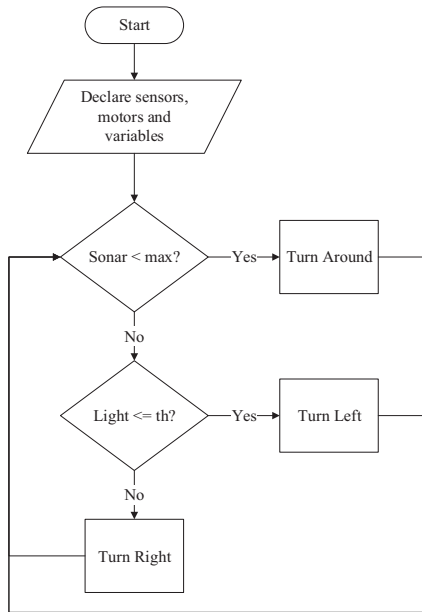 Start
Declare sensors,
motors and
variables
Sonar < max?
Yes
Turn Around
No
Light <= th?
Yes
Turn Left
No
Turn Right